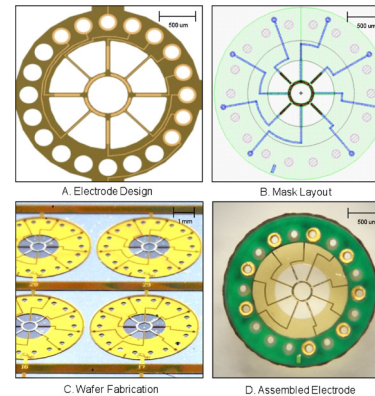 500 um
500 um
A. Electrode Design
B. Mask Layout
1 mm
500 um
C. Wafer Fabrication
D. Assembled Electrode